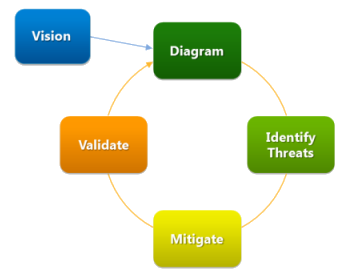 Vision
Diagram
Identify
Threats
Mitigate
Validate